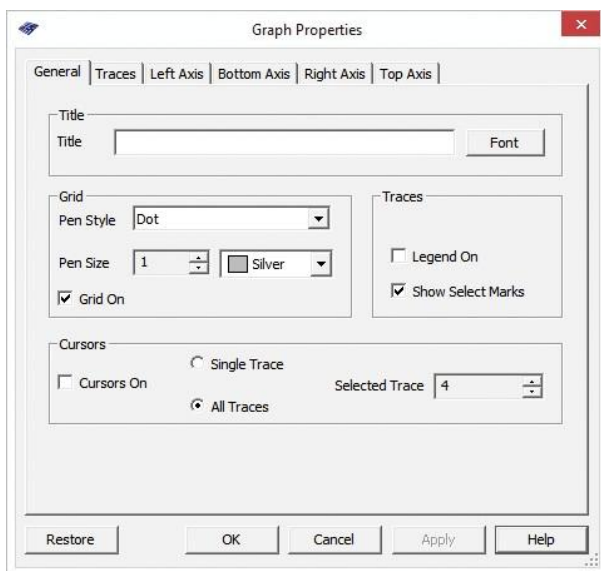 Graph Properties
General Traces Left Axis Bottom Axis Right Axis Top Axis
Title
Title Font
Grid
Pen Style Dot
Pen Size 1 Silver
Grid On
Traces
Legend On
Show Select Marks
Cursors
Cursors On
Single Trace
All Traces
Selected Trace 4
Restore OK Cancel Apply Help